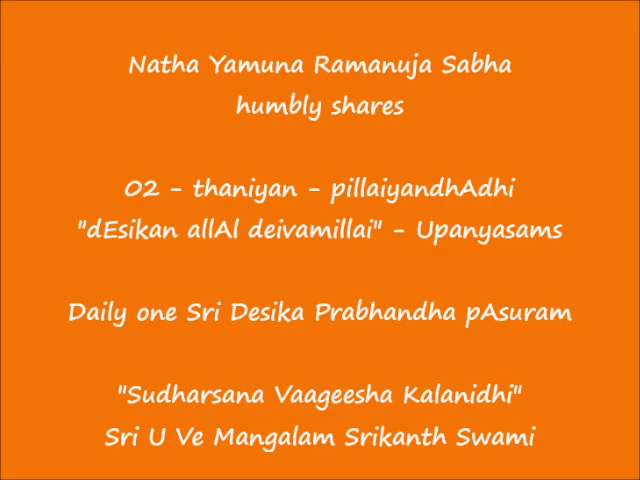 Natha Yamuna Ramanuja Sabha
humbly shares
02 - thaniyan - pillaiyandhAdhi
"dEsikan allAl deivamillai" - Upanyasams
Daily one Sri Desika Prabhandha pAsuram
"Sudharsana Vaageesha Kalanidhi"
Sri U Ve Mangalam Srikanth Swami